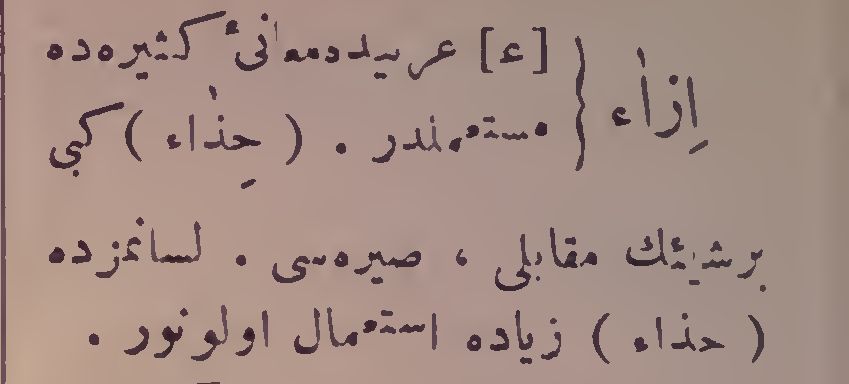 اِزاء } [ع] عربیده معانیٔ کثیره‌ده
مستعملدر . ( حِذاء ) کبی
برشیئك مقابلی ، صیره‌سی . لسانمزده
( حذاء ) زیاده استعمال اولونور .